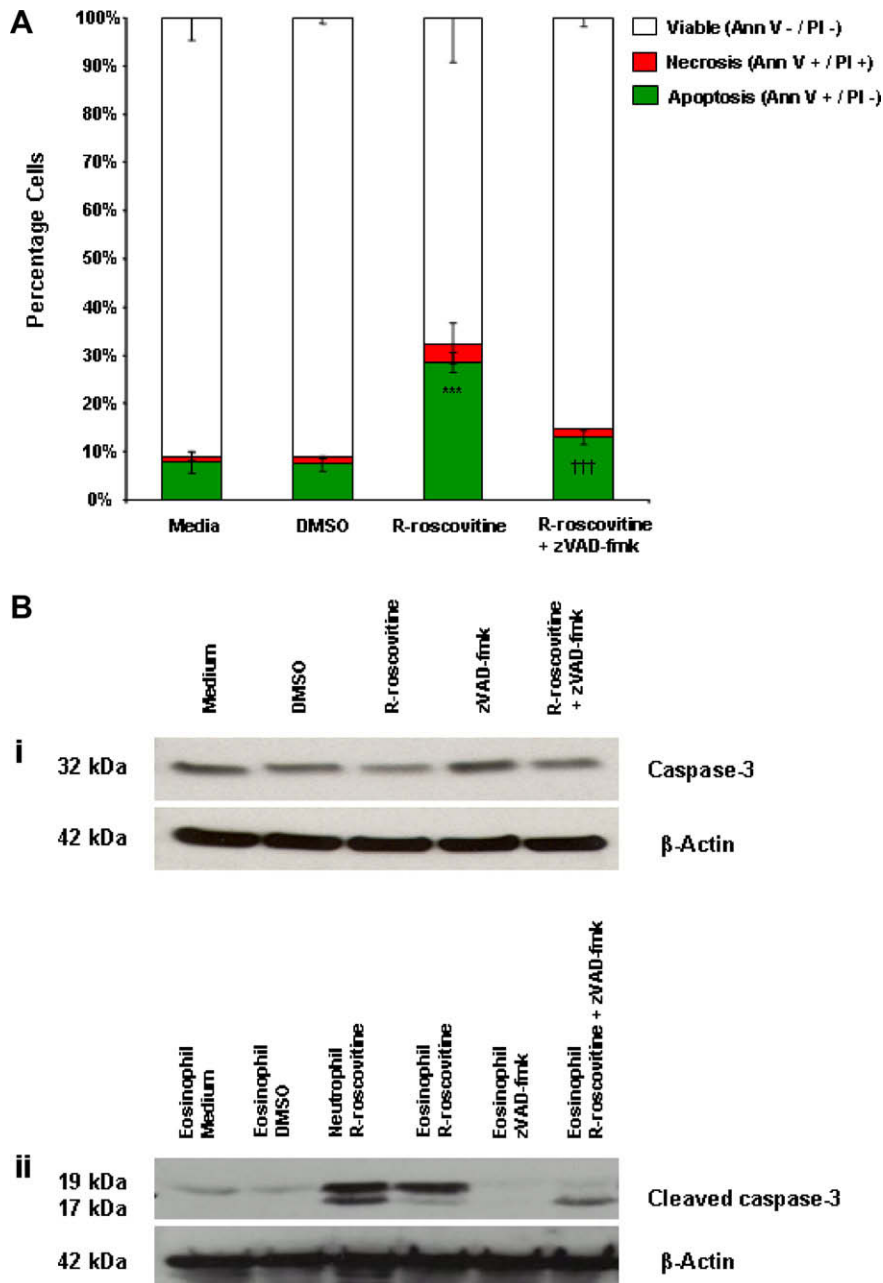 A
100%
90%
80%
70%
60%
50%
40%
30%
20%
10%
0%
Percentage Cells
***
†††
Media
DMSO
R-roscovitine
R-roscovitine
+ zVAD-fmk
Viable (Ann V - / PI -)
Necrosis (Ann V + / PI +)
Apoptosis (Ann V + / PI -)
B
Medium
DMSO
R-roscovitine
zVAD-fmk
R-roscovitine
+ zVAD-fmk
i
32 kDa
Caspase-3
42 kDa
β-Actin
Eosinophil
Medium
Eosinophil
DMSO
Neutrophil
R-roscovitine
Eosinophil
R-roscovitine
Eosinophil
zVAD-fmk
Eosinophil
R-roscovitine + zVAD-fmk
ii
19 kDa
17 kDa
Cleaved caspase-3
42 kDa
β-Actin